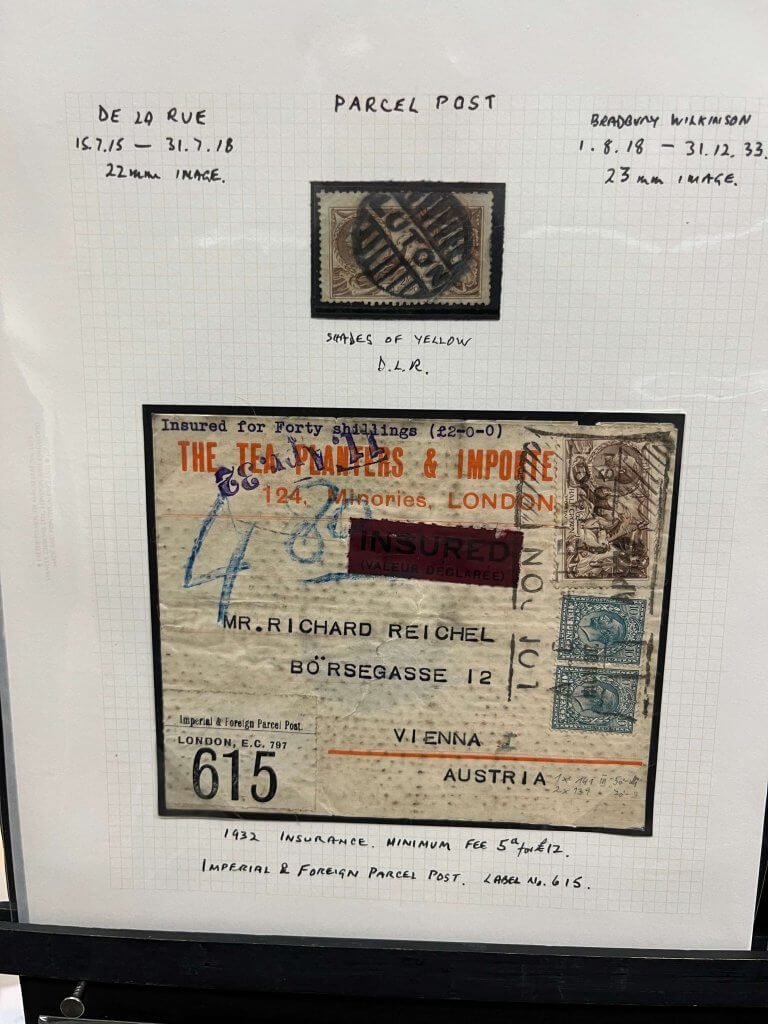 PARCEL POST
DE LA RUE
15.7.15 — 31.7.18
22mm IMAGE.
BRADBURY WILKINSON
1.8.18 — 31.12.33.
23mm IMAGE.
LUTON
SHADES OF YELLOW
D.L.R.
Insured for Forty shillings (£2-0-0)
THE TEA PLANTERS & IMPORTE
124, Minories, LONDON
480
INSURED
(VALEUR DÉCLARÉE)
MR. RICHARD REICHEL
BÖRSEGASSE 12
VIENNA
AUSTRIA
Imperial & Foreign Parcel Post.
LONDON, E.C. 797
615
1932 INSURANCE. MINIMUM FEE 5d for £12.
IMPERIAL & FOREIGN PARCEL POST. LABEL No. 615.